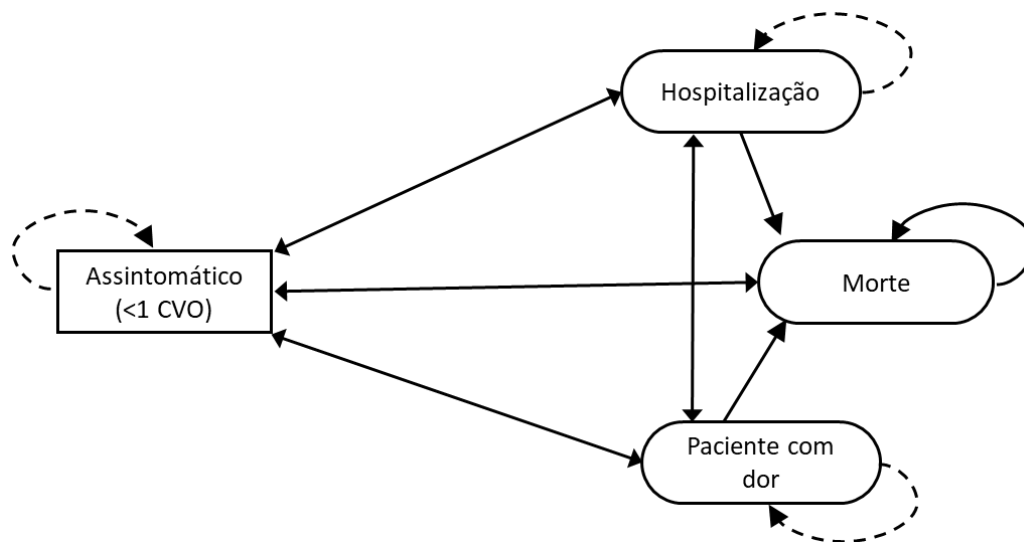 Hospitalização
Assintomático
(<1 CVO)
Morte
Paciente com
dor